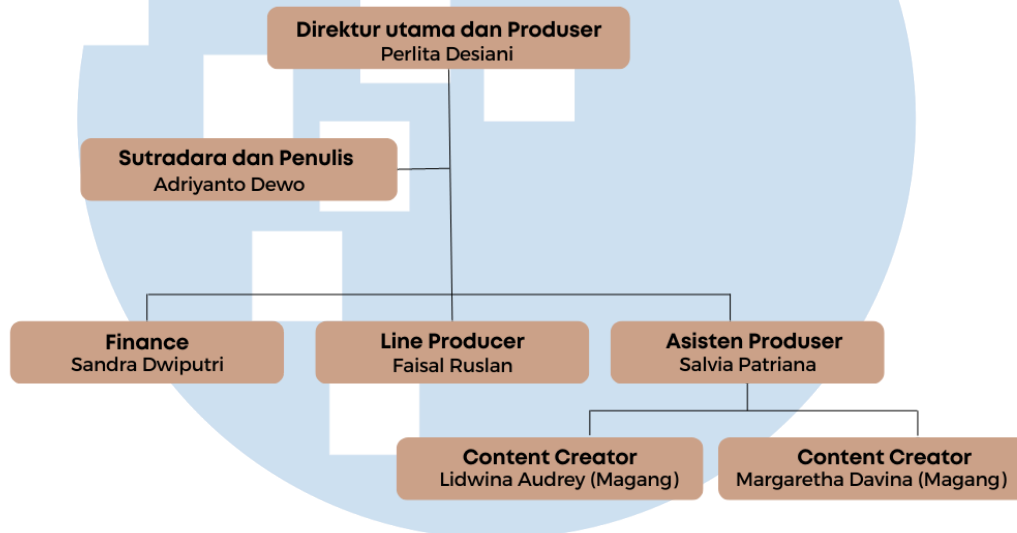 Direktur utama dan Produser
Perlita Desiani
Sutradara dan Penulis
Adriyanto Dewo
Finance
Sandra Dwiputri
Line Producer
Faisal Ruslan
Asisten Produser
Salvia Patriana
Content Creator
Lidwina Audrey (Magang)
Content Creator
Margaretha Davina (Magang)